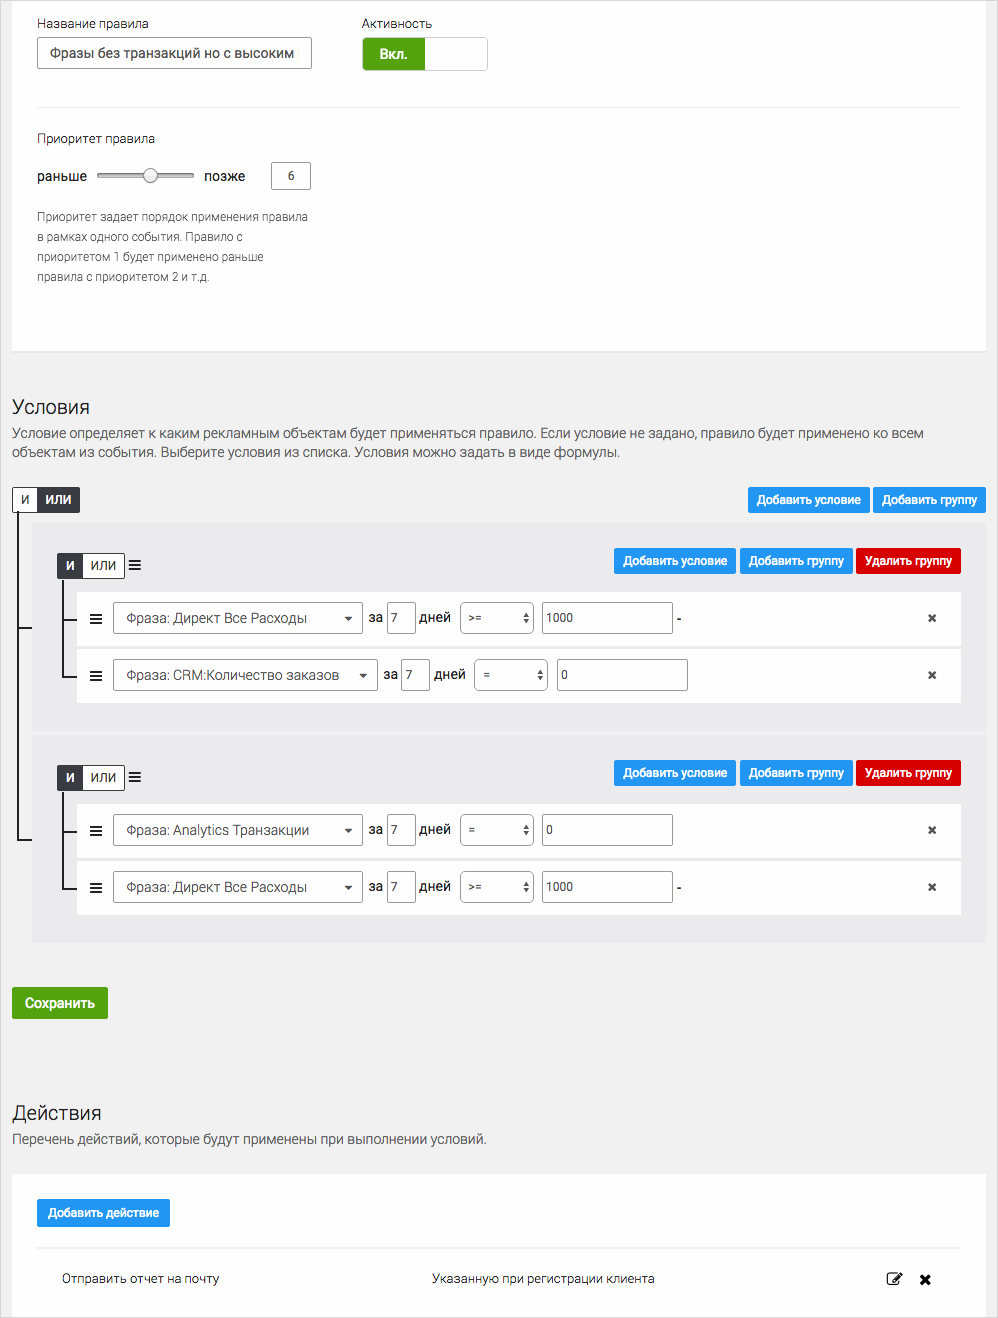 Название правила
Активность
Фразы без транзакций но с высоким
Вкл.
Приоритет правила
раньше
позже
6
Приоритет задает порядок применения правила
в рамках одного события. Правило с
приоритетом 1 будет применено раньше
правила с приоритетом 2 и т.д.
Условия
Условие определяет к каким рекламным объектам будет применяться правило. Если условие не задано, правило будет применено ко всем
объектам из события. Выберите условия из списка. Условия можно задать в виде формулы.
И ИЛИ
Добавить условие Добавить группу
И ИЛИ
Добавить условие Добавить группу Удалить группу
Фраза: Директ Все Расходы за 7 дней >= 1000 -
Фраза: CRM:Количество заказов за 7 дней = 0
И ИЛИ
Добавить условие Добавить группу Удалить группу
Фраза: Analytics Транзакции за 7 дней = 0
Фраза: Директ Все Расходы за 7 дней >= 1000 -
Сохранить
Действия
Перечень действий, которые будут применены при выполнении условий.
Добавить действие
Отправить отчет на почту
Указанную при регистрации клиента